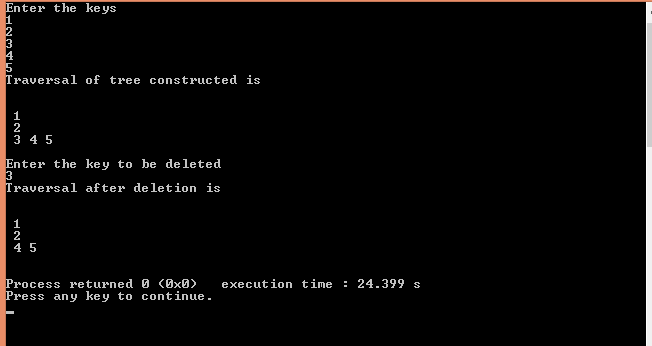 Enter the keys
1
2
3
4
5
Traversal of tree constructed is
1
2
3 4 5
Enter the key to be deleted
3
Traversal after deletion is
1
2
4 5
Process returned 0 (0x0)   execution time : 24.399 s
Press any key to continue.